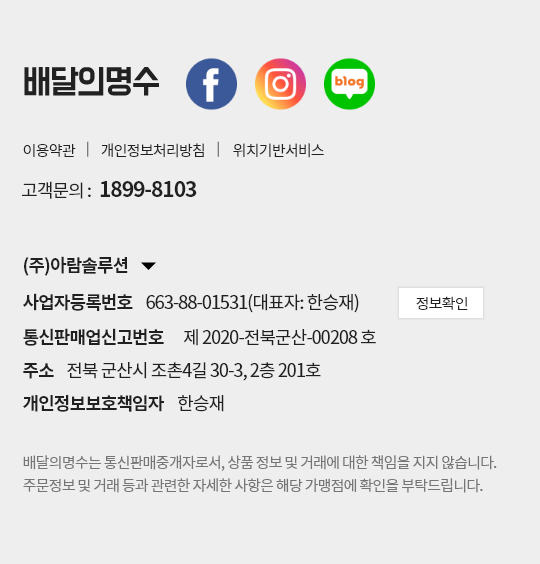 배달의명수 f blog
이용약관 | 개인정보처리방침 | 위치기반서비스
고객문의 : 1899-8103
(주)아람솔루션
사업자등록번호 663-88-01531(대표자: 한승재) 정보확인
통신판매업신고번호 제 2020-전북군산-00208 호
주소 전북 군산시 조촌4길 30-3, 2층 201호
개인정보보호책임자 한승재
배달의명수는 통신판매중개자로서, 상품 정보 및 거래에 대한 책임을 지지 않습니다.
주문정보 및 거래 등과 관련한 자세한 사항은 해당 가맹점에 확인을 부탁드립니다.